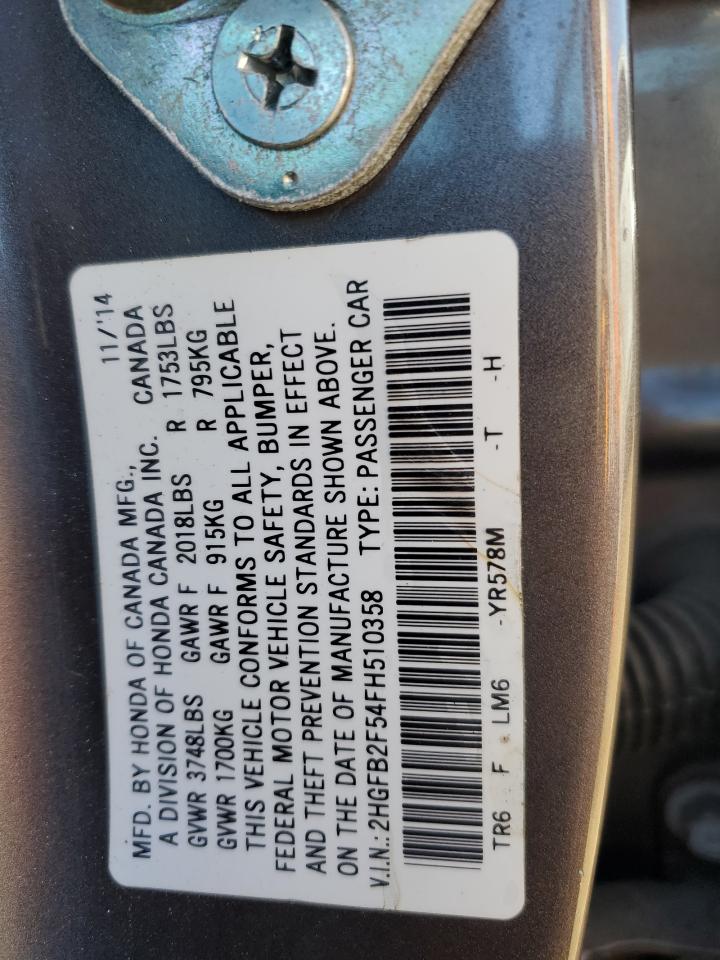 11/'14
MFD. BY HONDA OF CANADA MFG.,
A DIVISION OF HONDA CANADA INC. CANADA
GVWR 3748LBS GAWR F 2018LBS R 1753LBS
GVWR 1700KG GAWR F 915KG R 795KG
THIS VEHICLE CONFORMS TO ALL APPLICABLE
FEDERAL MOTOR VEHICLE SAFETY, BUMPER,
AND THEFT PREVENTION STANDARDS IN EFFECT
ON THE DATE OF MANUFACTURE SHOWN ABOVE.
V.I.N.: 2HGFB2F54FH510358 TYPE: PASSENGER CAR
TR6 F - LM6 -YR578M -T -H